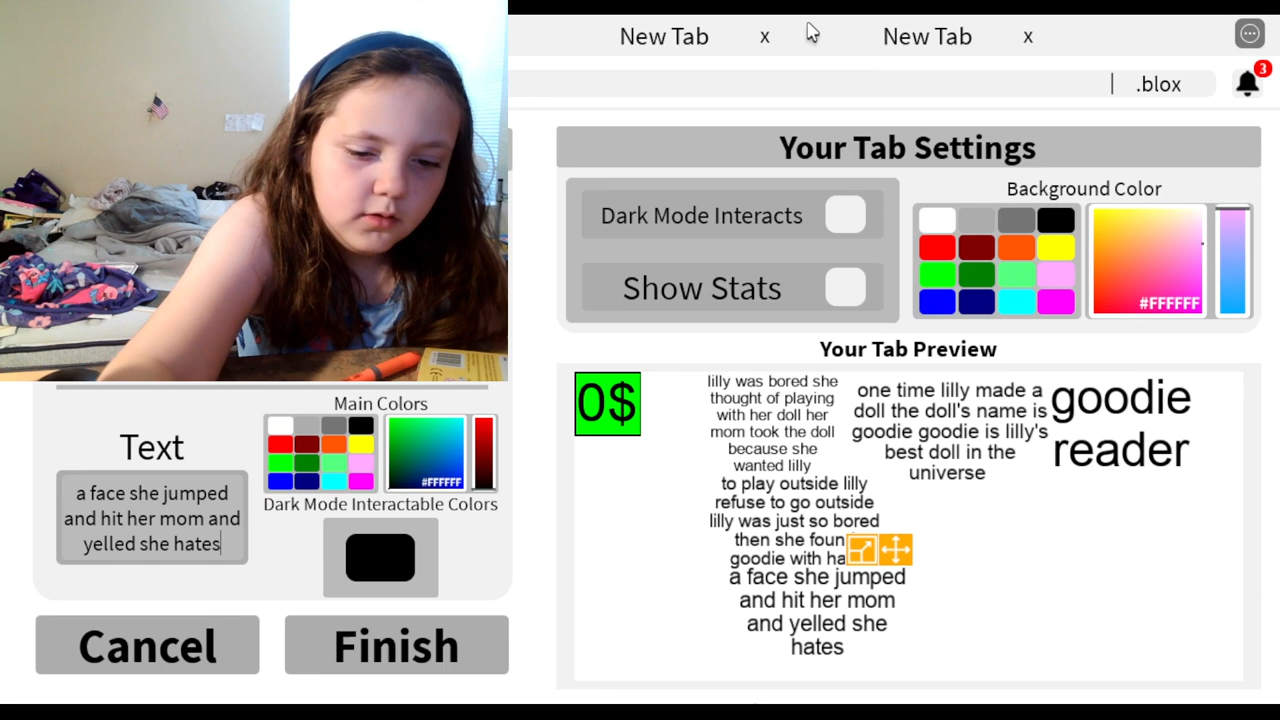 New Tab x New Tab x
.blox
3
Your Tab Settings
Dark Mode Interacts
Show Stats
Background Color
#FFFFFF
Your Tab Preview
0$
lilly was bored she
thought of playing
with her doll her
mom took the doll
because she
wanted lilly
to play outside lilly
refuse to go outside
lilly was just so bored
then she foun
goodie with ha
a face she jumped
and hit her mom
and yelled she
hates
one time lilly made a
doll the doll's name is
goodie goodie is lilly's
best doll in the
universe
goodie
reader
Main Colors
#FFFFFF
Text
a face she jumped
and hit her mom and
yelled she hates
Dark Mode Interactable Colors
Cancel
Finish